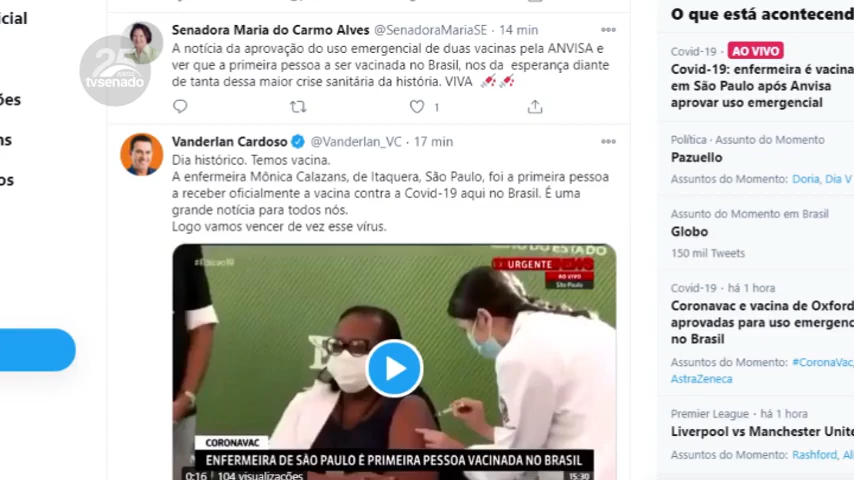 icial
ões
ns
os
25
ANOS
tvsenado
Senadora Maria do Carmo Alves @SenadoraMariaSE · 14 min
A notícia da aprovação do uso emergencial de duas vacinas pela ANVISA e
ver que a primeira pessoa a ser vacinada no Brasil, nos da esperança diante
de tanta dessa maior crise sanitária da história. VIVA
1
Vanderlan Cardoso @Vanderlan_VC · 17 min
Dia histórico. Temos vacina.
A enfermeira Mônica Calazans, de Itaquera, São Paulo, foi a primeira pessoa
a receber oficialmente a vacina contra a Covid-19 aqui no Brasil. É uma
grande notícia para todos nós.
Logo vamos vencer de vez esse vírus.
DO ESTADO
URGENTE
AO VIVO
São Paulo
CORONAVAC
ENFERMEIRA DE SÃO PAULO É PRIMEIRA PESSOA VACINADA NO BRASIL
0:16 | 104 visualizações
15:30
O que está acontecend
Covid-19 · AO VIVO
Covid-19: enfermeira é vacina
em São Paulo após Anvisa
aprovar uso emergencial
Política · Assunto do Momento
Pazuello
Assuntos do Momento: Doria, Dia V
Assunto do Momento em Brasil
Globo
150 mil Tweets
Covid-19 · há 1 hora
Coronavac e vacina de Oxford
aprovadas para uso emergenc
no Brasil
Assuntos do Momento: #CoronaVac,
AstraZeneca
Premier League · há 1 hora
Liverpool vs Manchester Unite
Assuntos do Momento: Rashford, Ali